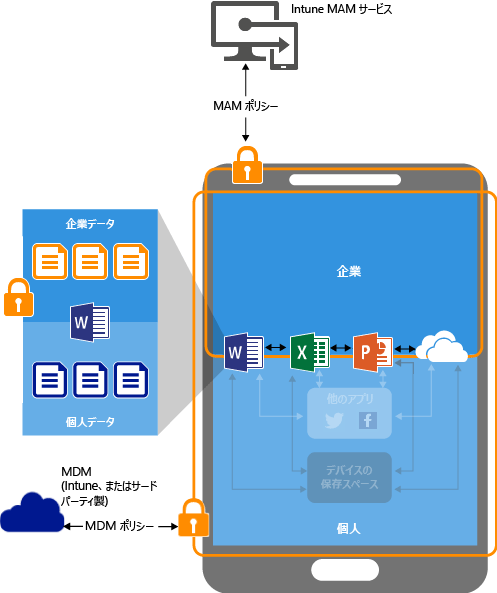 Intune MAM サービス
MAM ポリシー
企業データ
企業
W
W
X
P
個人データ
他のアプリ
デバイスの
保存スペース
MDM
(Intune、またはサード
パーティ製)
MDM ポリシー
個人